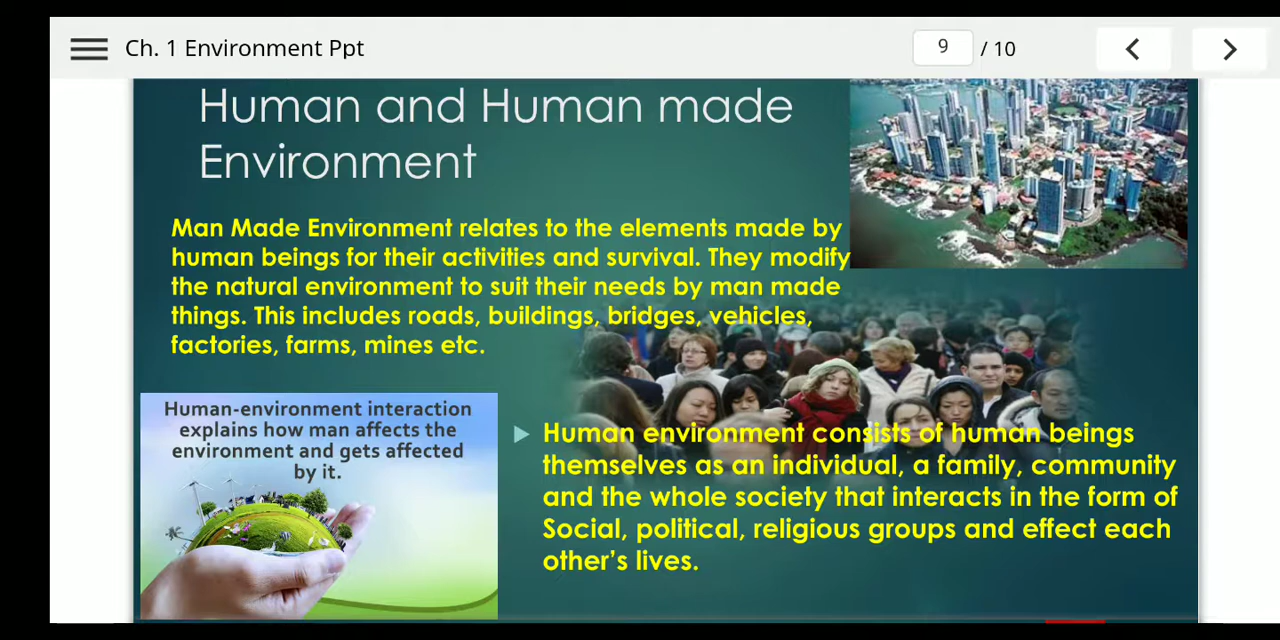 Ch. 1 Environment Ppt
9 / 10
Human and Human made
Environment
Man Made Environment relates to the elements made by
human beings for their activities and survival. They modify
the natural environment to suit their needs by man made
things. This includes roads, buildings, bridges, vehicles,
factories, farms, mines etc.
Human-environment interaction
explains how man affects the
environment and gets affected
by it.
Human environment consists of human beings
themselves as an individual, a family, community
and the whole society that interacts in the form of
Social, political, religious groups and effect each
other's lives.